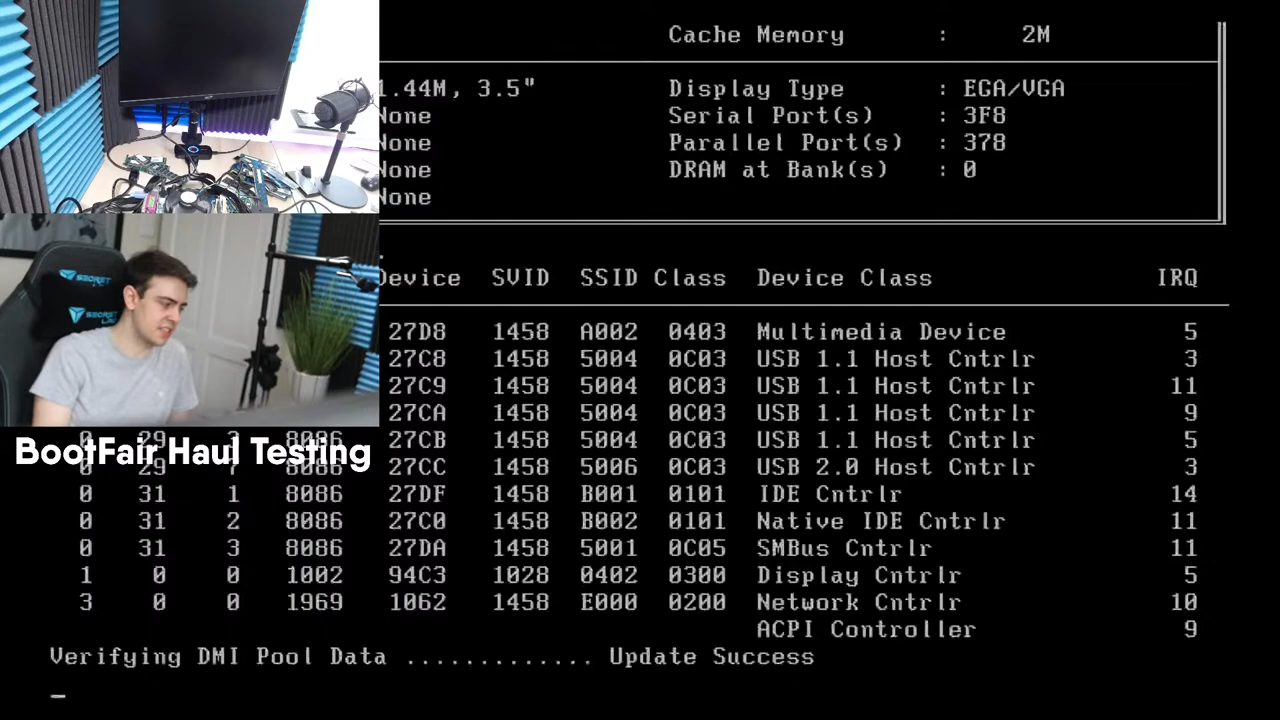 Cache Memory : 2M
1.44M, 3.5" Display Type : EGA/VGA
None Serial Port(s) : 3F8
None Parallel Port(s) : 378
None DRAM at Bank(s) : 0
None
Device SVID SSID Class Device Class IRQ
27D8 1458 A002 0403 Multimedia Device 5
27C8 1458 5004 0C03 USB 1.1 Host Cntrlr 3
27C9 1458 5004 0C03 USB 1.1 Host Cntrlr 11
27CA 1458 5004 0C03 USB 1.1 Host Cntrlr 9
0 29 3 8086 27CB 1458 5004 0C03 USB 1.1 Host Cntrlr 5
BootFair Haul Testing
0 29 7 8086 27CC 1458 5006 0C03 USB 2.0 Host Cntrlr 3
0 31 1 8086 27DF 1458 B001 0101 IDE Cntrlr 14
0 31 2 8086 27C0 1458 B002 0101 Native IDE Cntrlr 11
0 31 3 8086 27DA 1458 5001 0C05 SMBus Cntrlr 11
1 0 0 1002 94C3 1028 0402 0300 Display Cntrlr 5
3 0 0 1969 1062 1458 E000 0200 Network Cntrlr 10
ACPI Controller 9
Verifying DMI Pool Data ............. Update Success